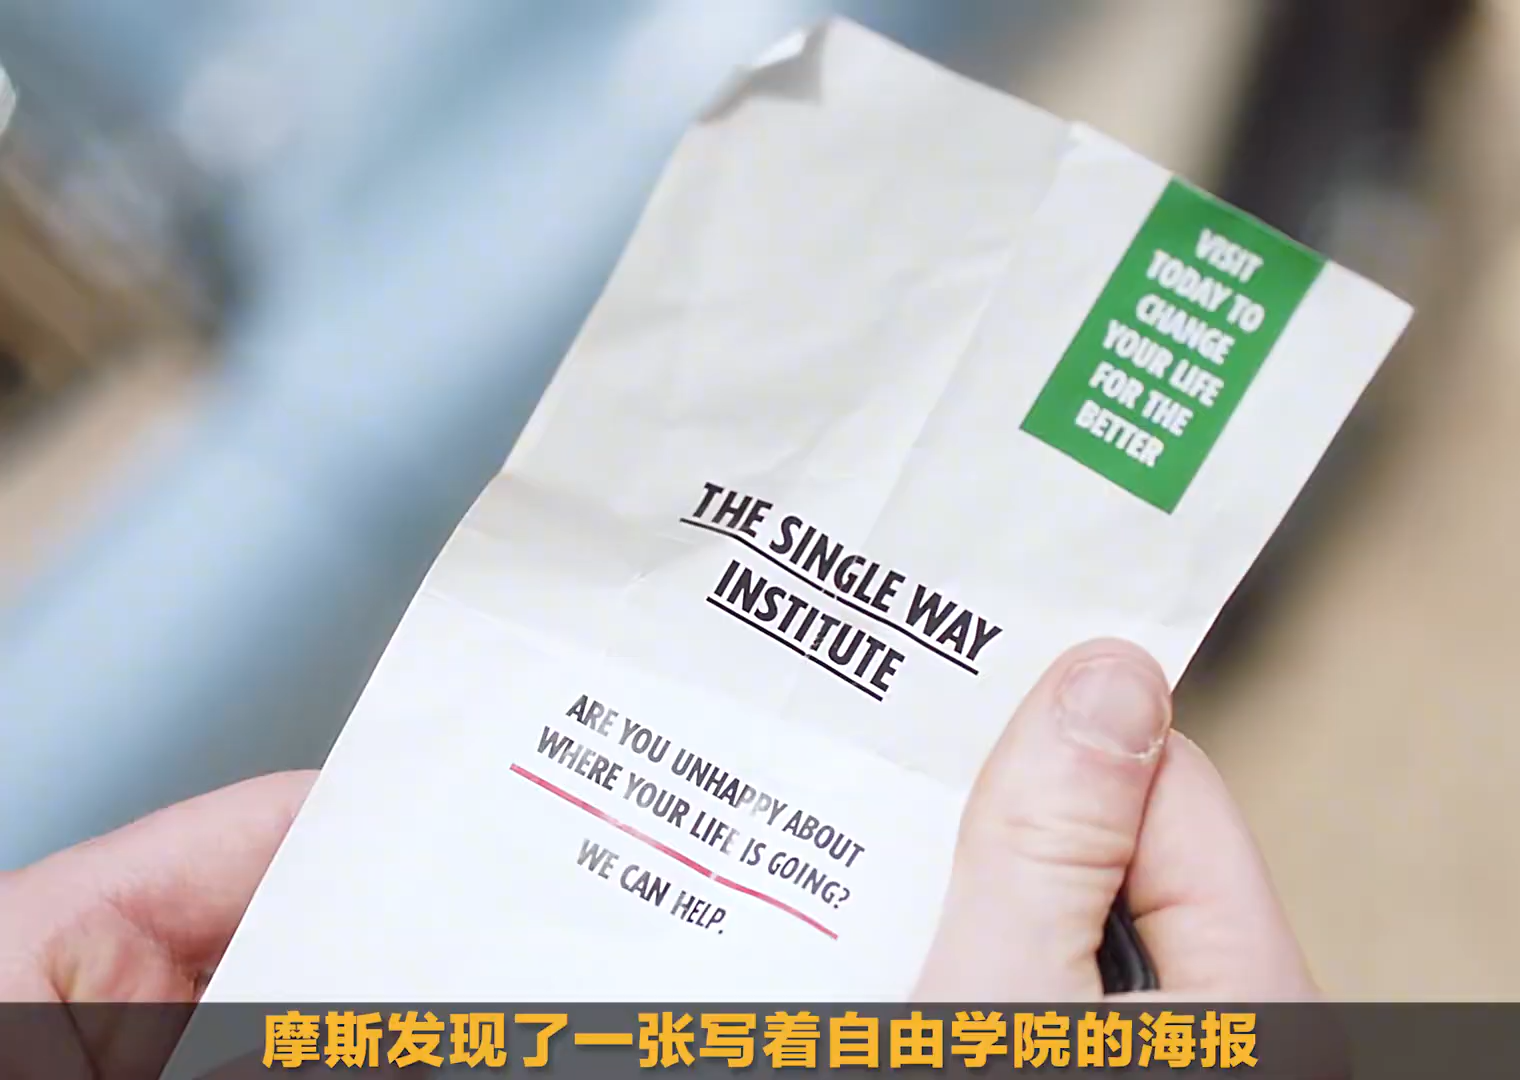 VISIT
TODAY TO
CHANGE
YOUR LIFE
FOR THE
BETTER
THE SINGLE WAY
INSTITUTE
ARE YOU UNHAPPY ABOUT
WHERE YOUR LIFE IS GOING?
WE CAN HELP.
摩斯发现了一张写着自由学院的海报